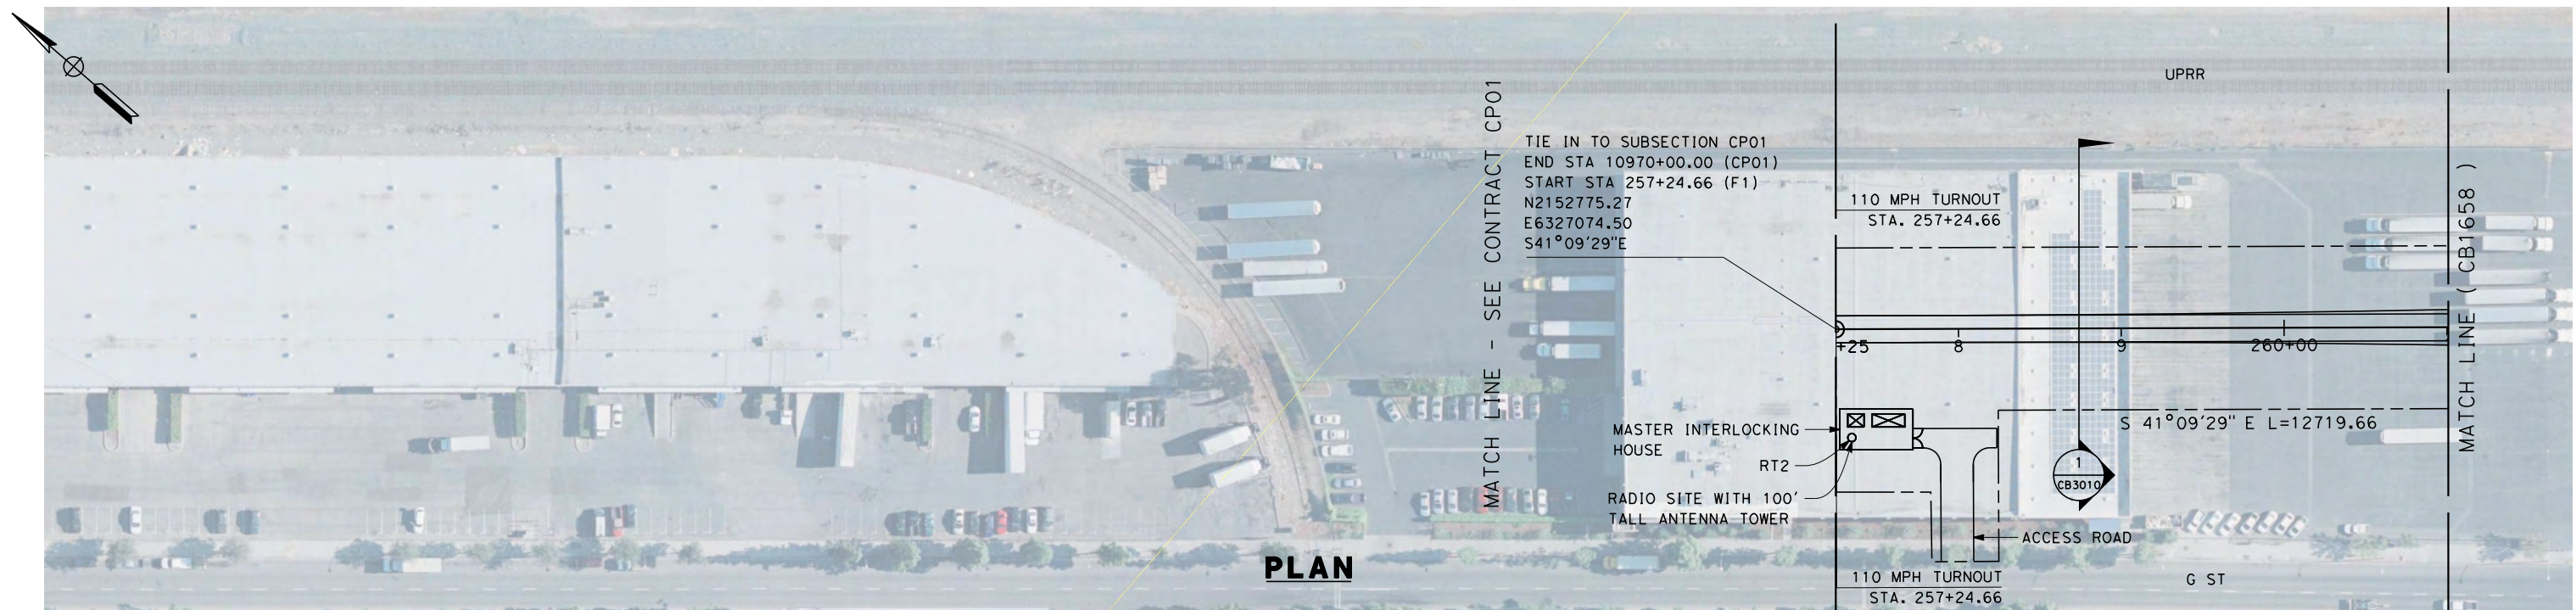 UPRR
MATCH LINE - SEE CONTRACT CP01
TIE IN TO SUBSECTION CP01
END STA 10970+00.00 (CP01)
START STA 257+24.66 (F1)
N2152775.27
E6327074.50
S41°09'29"E
110 MPH TURNOUT
STA. 257+24.66
MATCH LINE ( CB1658 )
+25
8
9
260+00
S 41°09'29" E L=12719.66
MASTER INTERLOCKING
HOUSE
RT2
RADIO SITE WITH 100'
TALL ANTENNA TOWER
1
CB3010
ACCESS ROAD
PLAN
110 MPH TURNOUT
STA. 257+24.66
G ST